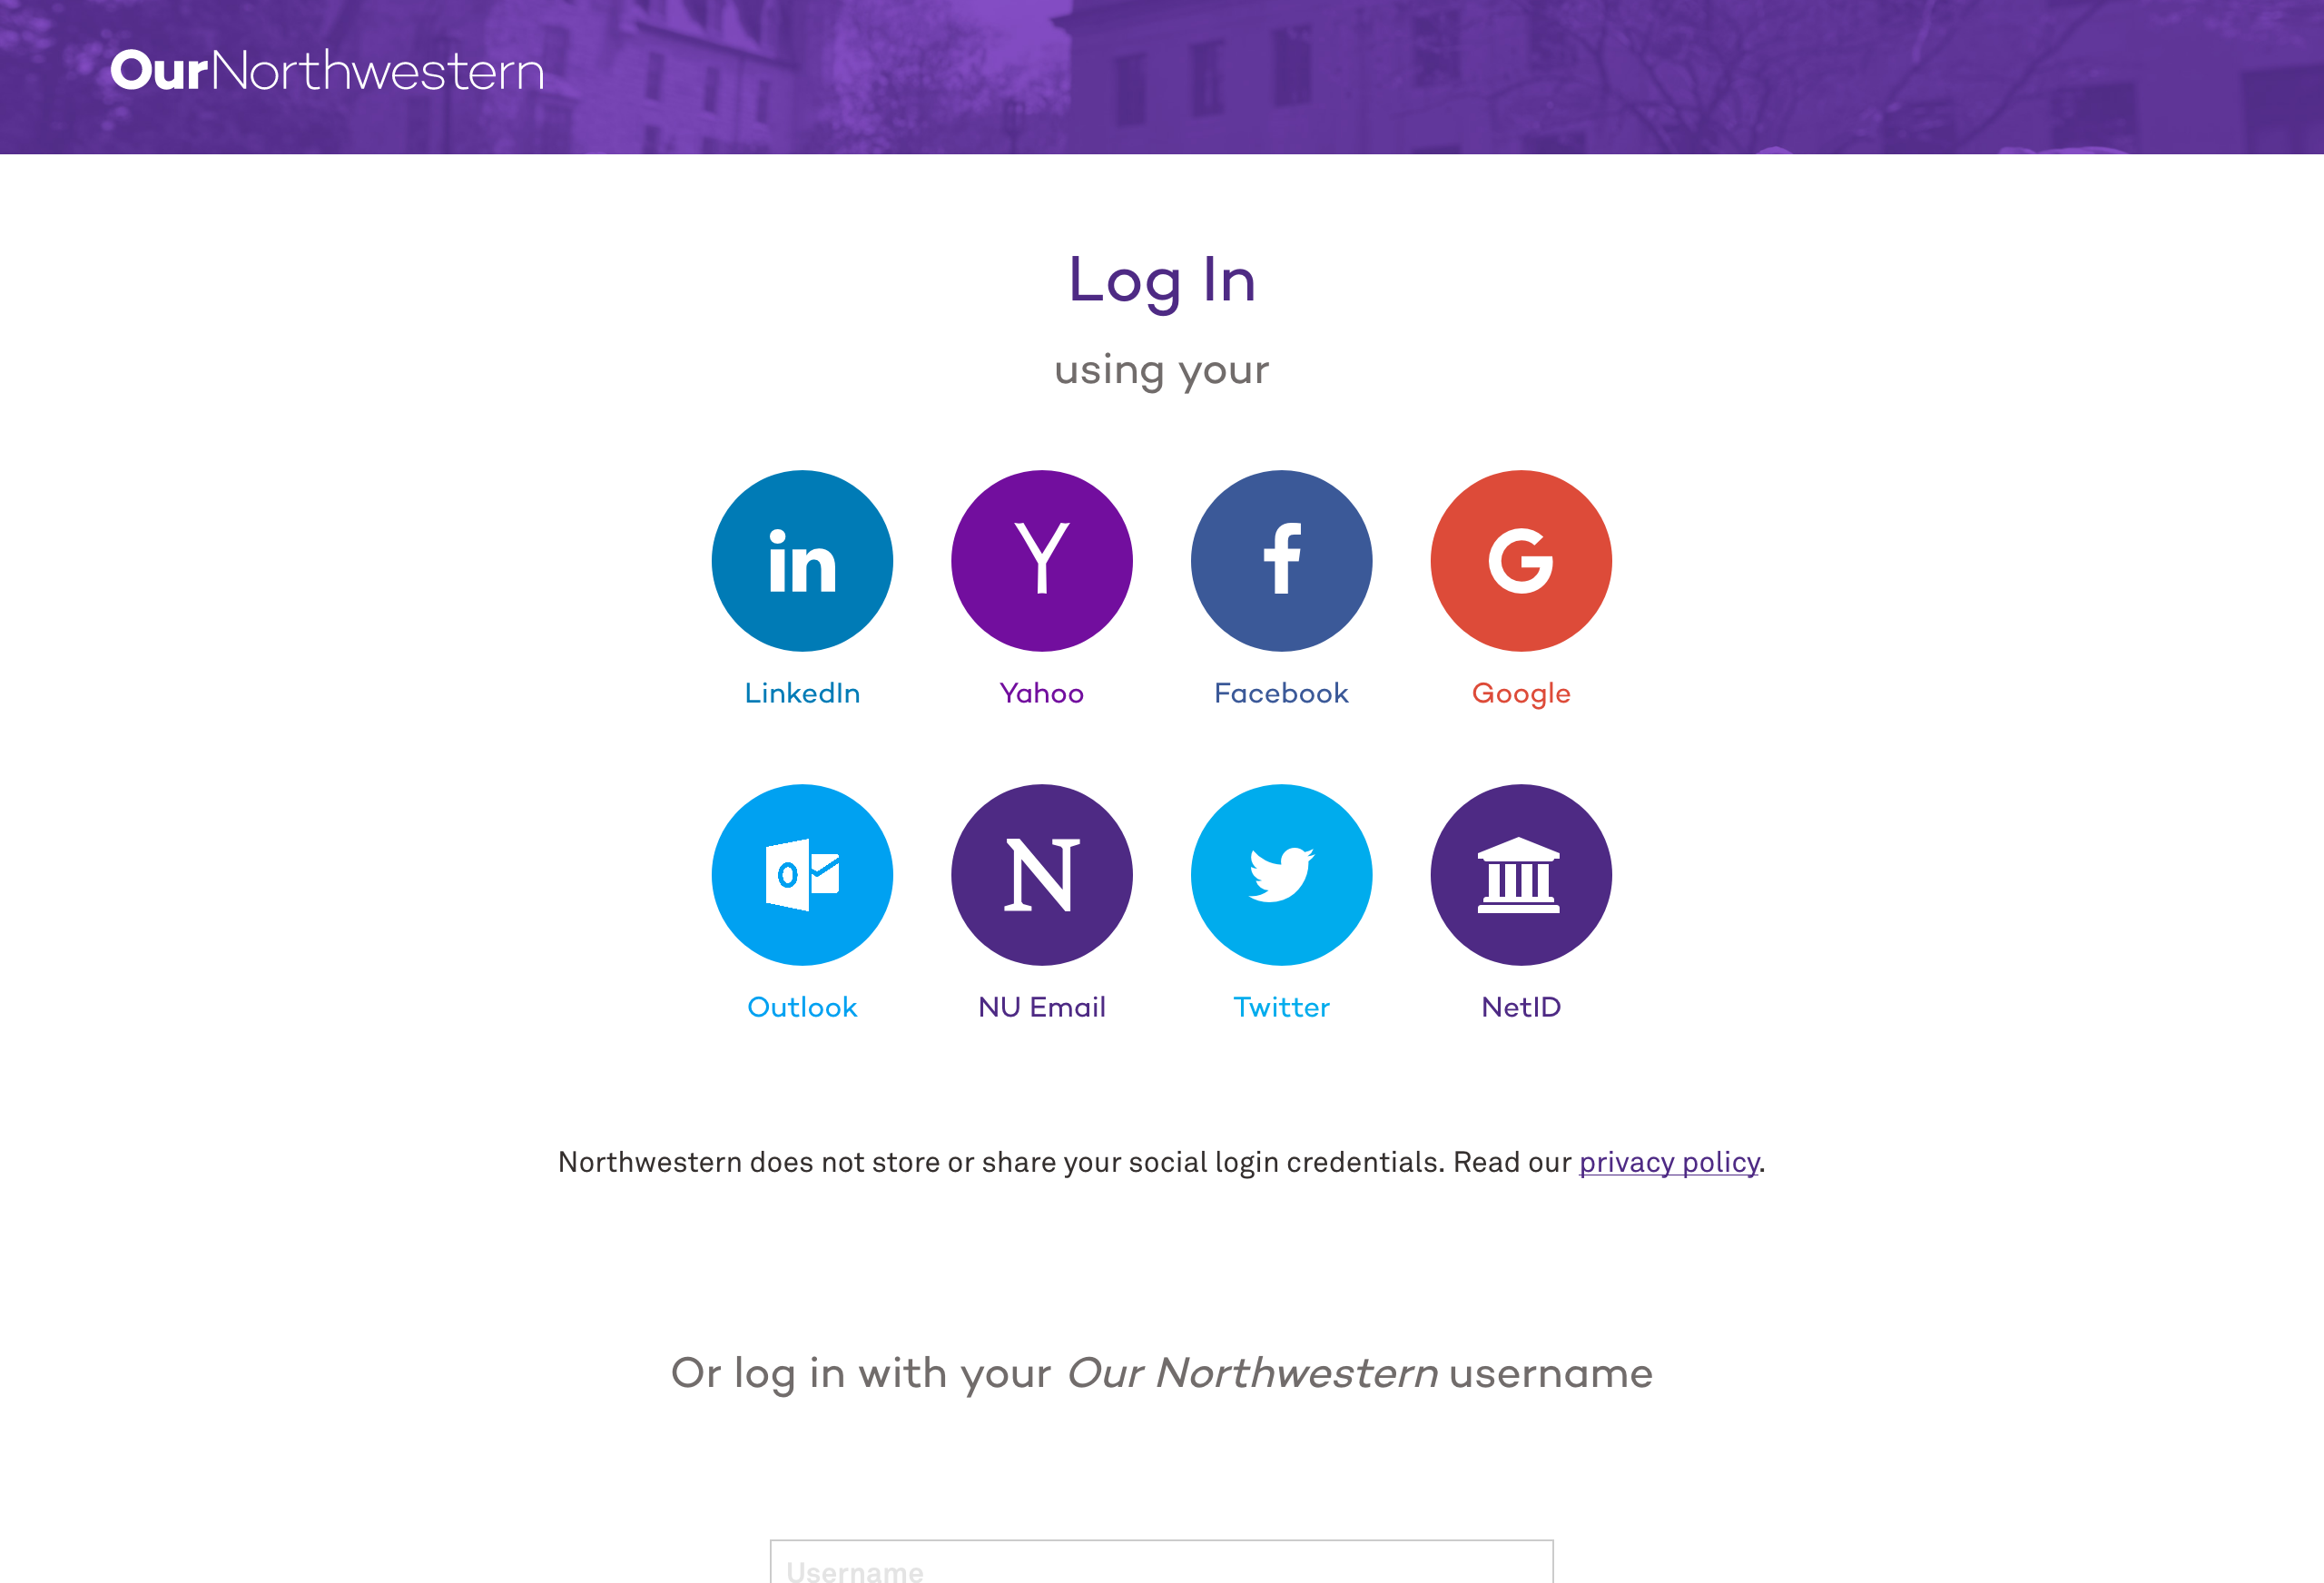 OurNorthwestern
Log In
using your
in
Y
f
G
LinkedIn
Yahoo
Facebook
Google
O
N
Outlook
NU Email
Twitter
NetID
Northwestern does not store or share your social login credentials. Read our privacy policy.
Or log in with your Our Northwestern username
Username